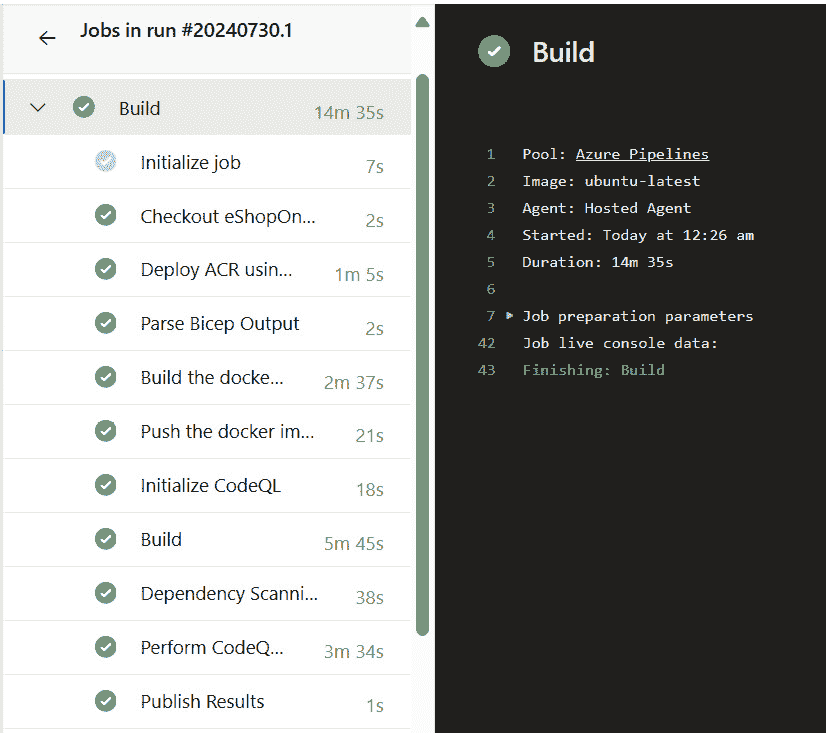 Jobs in run #20240730.1
Build 14m 35s
Initialize job 7s
Checkout eShopOn... 2s
Deploy ACR usin... 1m 5s
Parse Bicep Output 2s
Build the docke... 2m 37s
Push the docker im... 21s
Initialize CodeQL 18s
Build 5m 45s
Dependency Scanni... 38s
Perform CodeQ... 3m 34s
Publish Results 1s
Build
1 Pool: Azure Pipelines
2 Image: ubuntu-latest
3 Agent: Hosted Agent
4 Started: Today at 12:26 am
5 Duration: 14m 35s
6
7 Job preparation parameters
42 Job live console data:
43 Finishing: Build